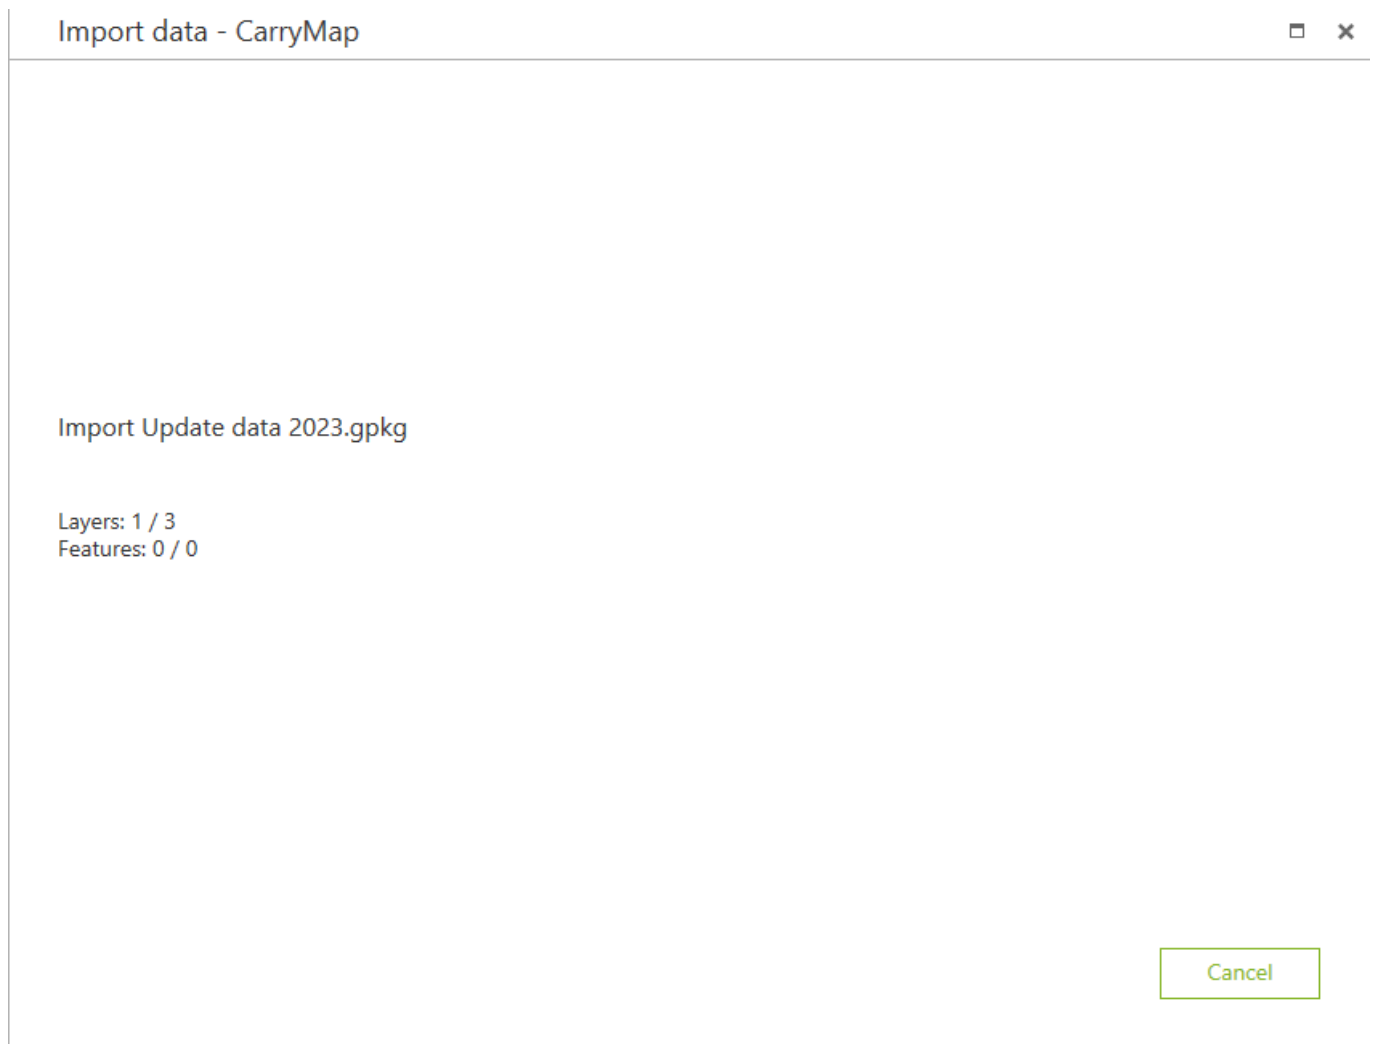 Import data - CarryMap
Import Update data 2023.gpkg
Layers: 1 / 3
Features: 0 / 0
Cancel